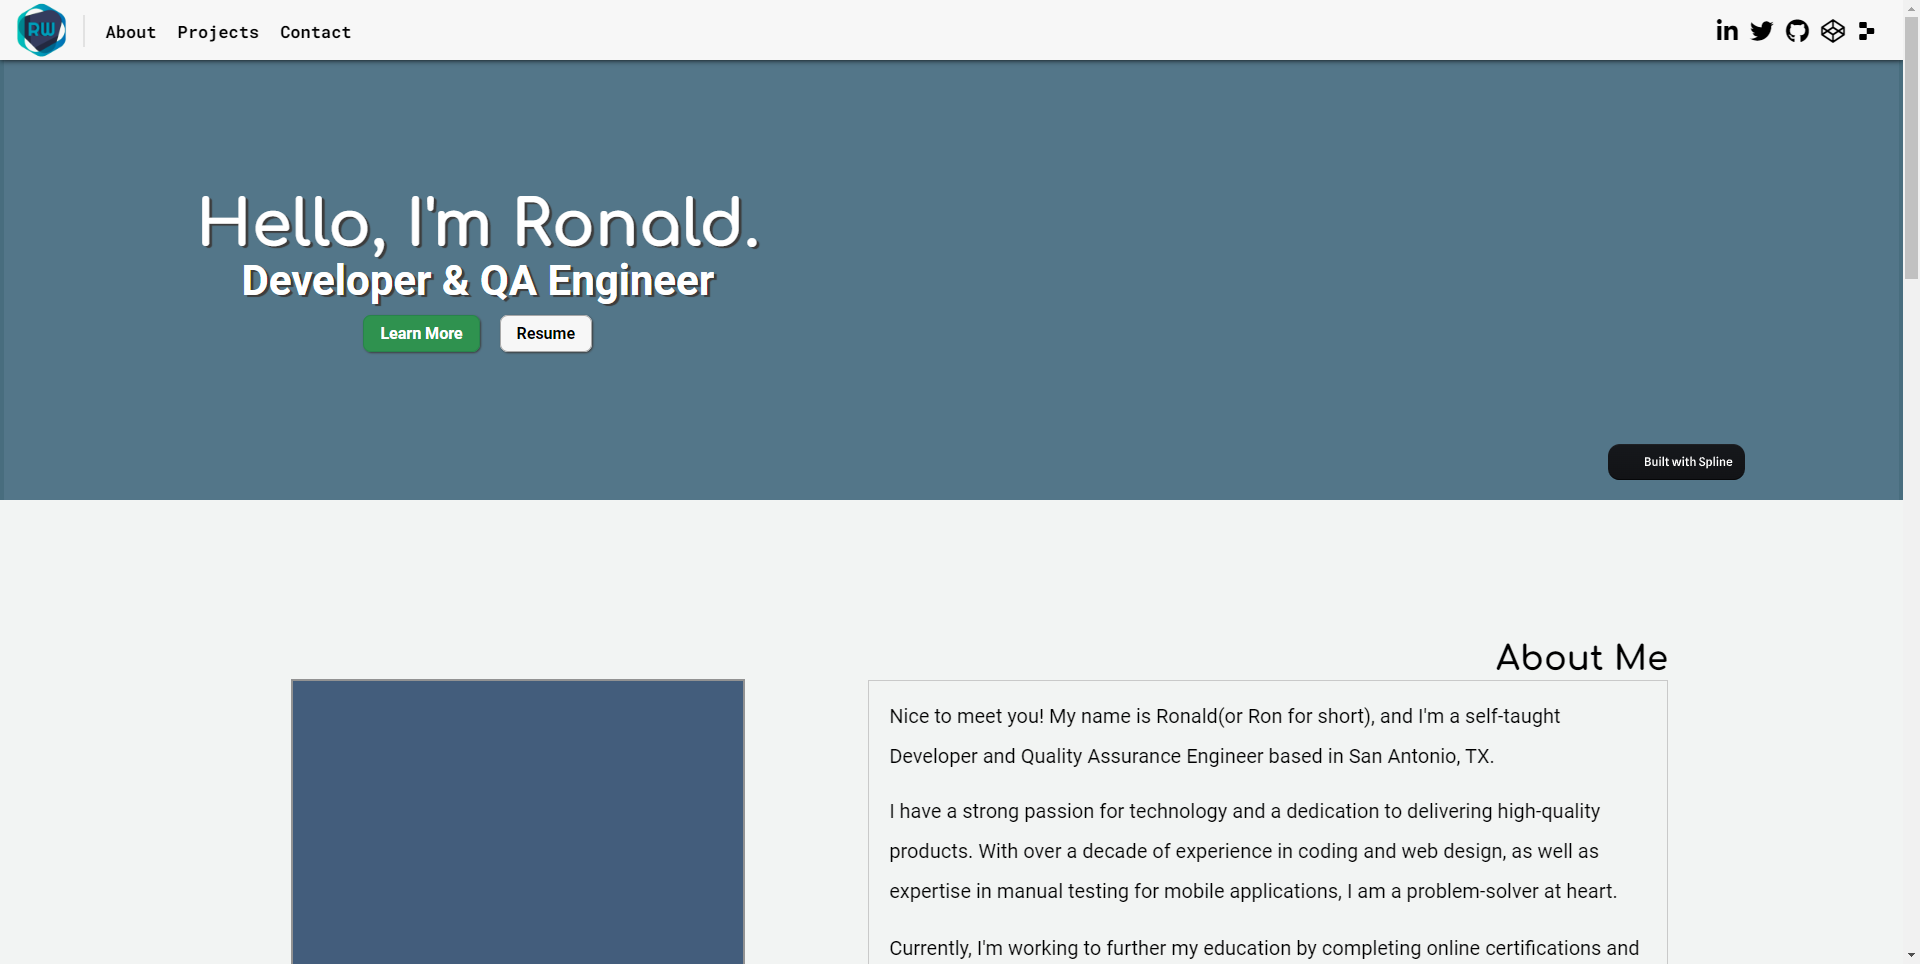 RW
About Projects Contact
Hello, I'm Ronald.
Developer & QA Engineer
Learn More Resume
Built with Spline
About Me
Nice to meet you! My name is Ronald(or Ron for short), and I'm a self-taught
Developer and Quality Assurance Engineer based in San Antonio, TX.
I have a strong passion for technology and a dedication to delivering high-quality
products. With over a decade of experience in coding and web design, as well as
expertise in manual testing for mobile applications, I am a problem-solver at heart.
Currently, I'm working to further my education by completing online certifications and